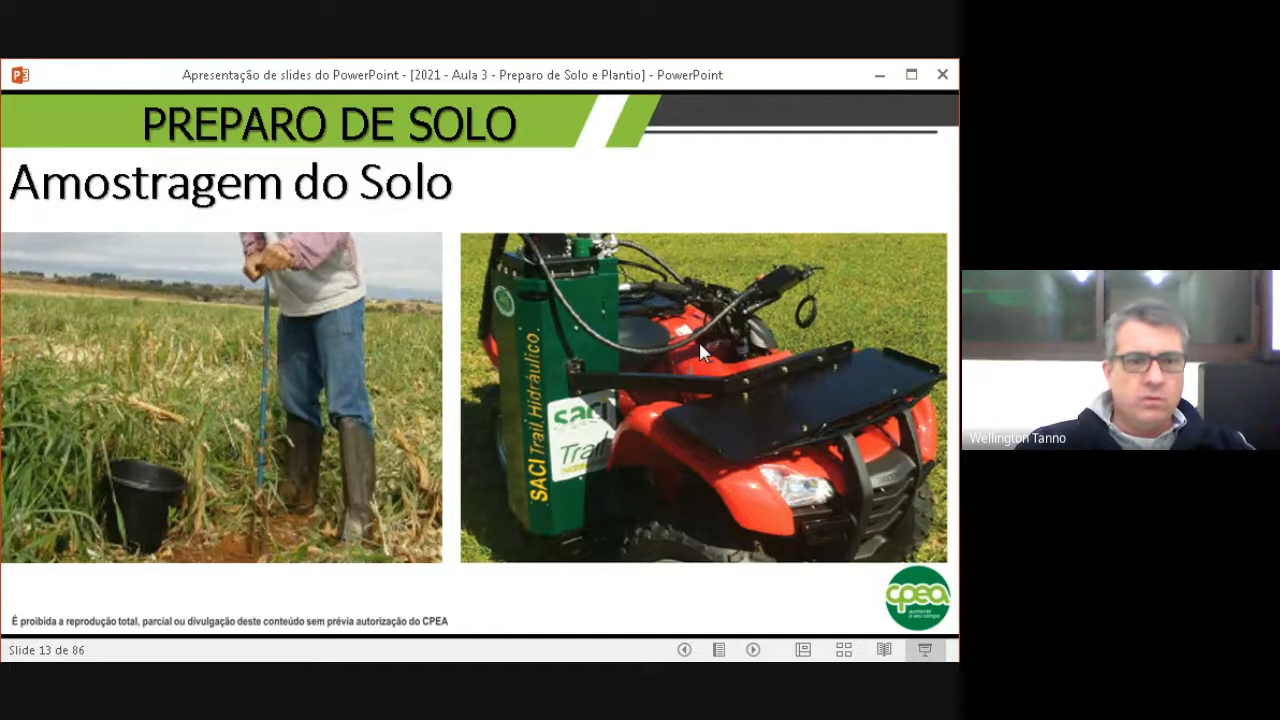 Apresentação de slides do PowerPoint - [2021 - Aula 3 - Preparo de Solo e Plantio] - PowerPoint
PREPARO DE SOLO
Amostragem do Solo
SACI Trail Hidráulico.
saci
Trail
cpea
É proibida a reprodução total, parcial ou divulgação deste conteúdo sem prévia autorização do CPEA
Slide 13 de 86
Wellington Tanno